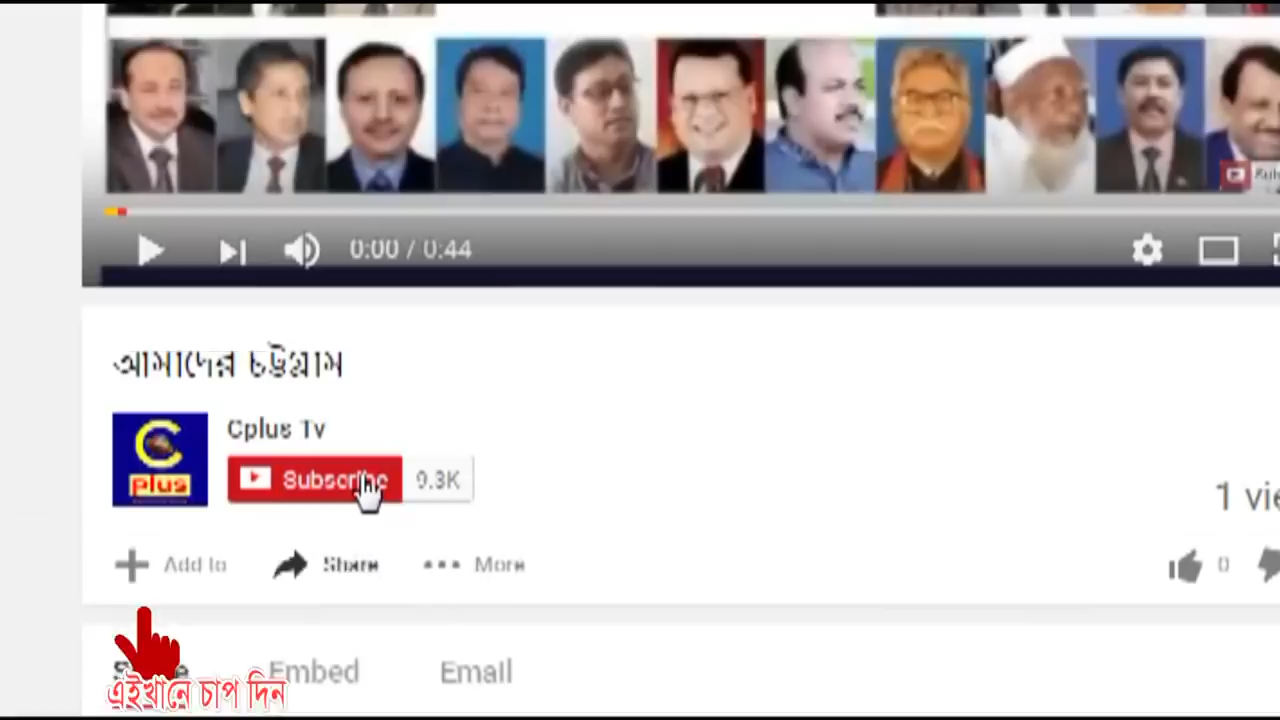 0:00 / 0:44
আমাদের চট্টগ্রাম
C plus
Cplus Tv
Subscribe 9.3K
1
Add to Share More
0
Embed Email
এইখানে চাপ দিন